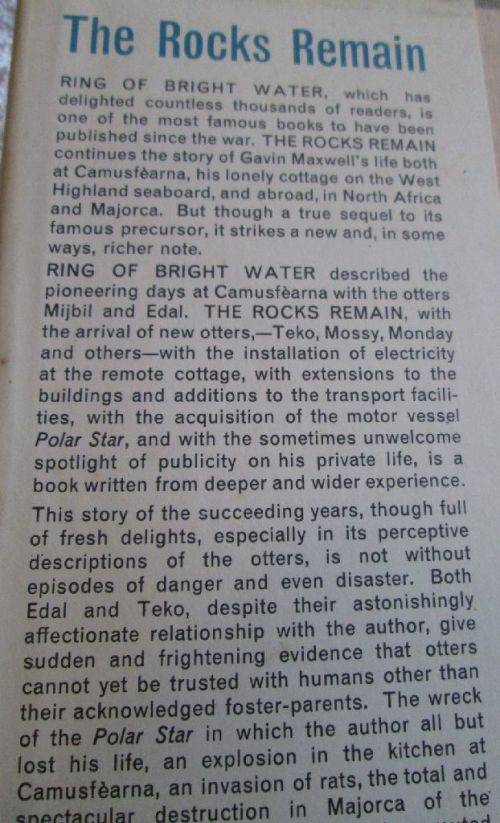 The Rocks Remain
RING OF BRIGHT WATER, which has
delighted countless thousands of readers, is
one of the most famous books to have been
published since the war. THE ROCKS REMAIN
continues the story of Gavin Maxwell's life both
at Camusfèarna, his lonely cottage on the West
Highland seaboard, and abroad, in North Africa
and Majorca. But though a true sequel to its
famous precursor, it strikes a new and, in some
ways, richer note.
RING OF BRIGHT WATER described the
pioneering days at Camusfèarna with the otters
Mijbil and Edal. THE ROCKS REMAIN, with
the arrival of new otters,—Teko, Mossy, Monday
and others—with the installation of electricity
at the remote cottage, with extensions to the
buildings and additions to the transport facili-
ties, with the acquisition of the motor vessel
Polar Star, and with the sometimes unwelcome
spotlight of publicity on his private life, is a
book written from deeper and wider experience.
This story of the succeeding years, though full
of fresh delights, especially in its perceptive
descriptions of the otters, is not without
episodes of danger and even disaster. Both
Edal and Teko, despite their astonishingly
affectionate relationship with the author, give
sudden and frightening evidence that otters
cannot yet be trusted with humans other than
their acknowledged foster-parents. The wreck
of the Polar Star in which the author all but
lost his life, an explosion in the kitchen at
Camusfèarna, an invasion of rats, the total and
spectacular destruction in Majorca of the